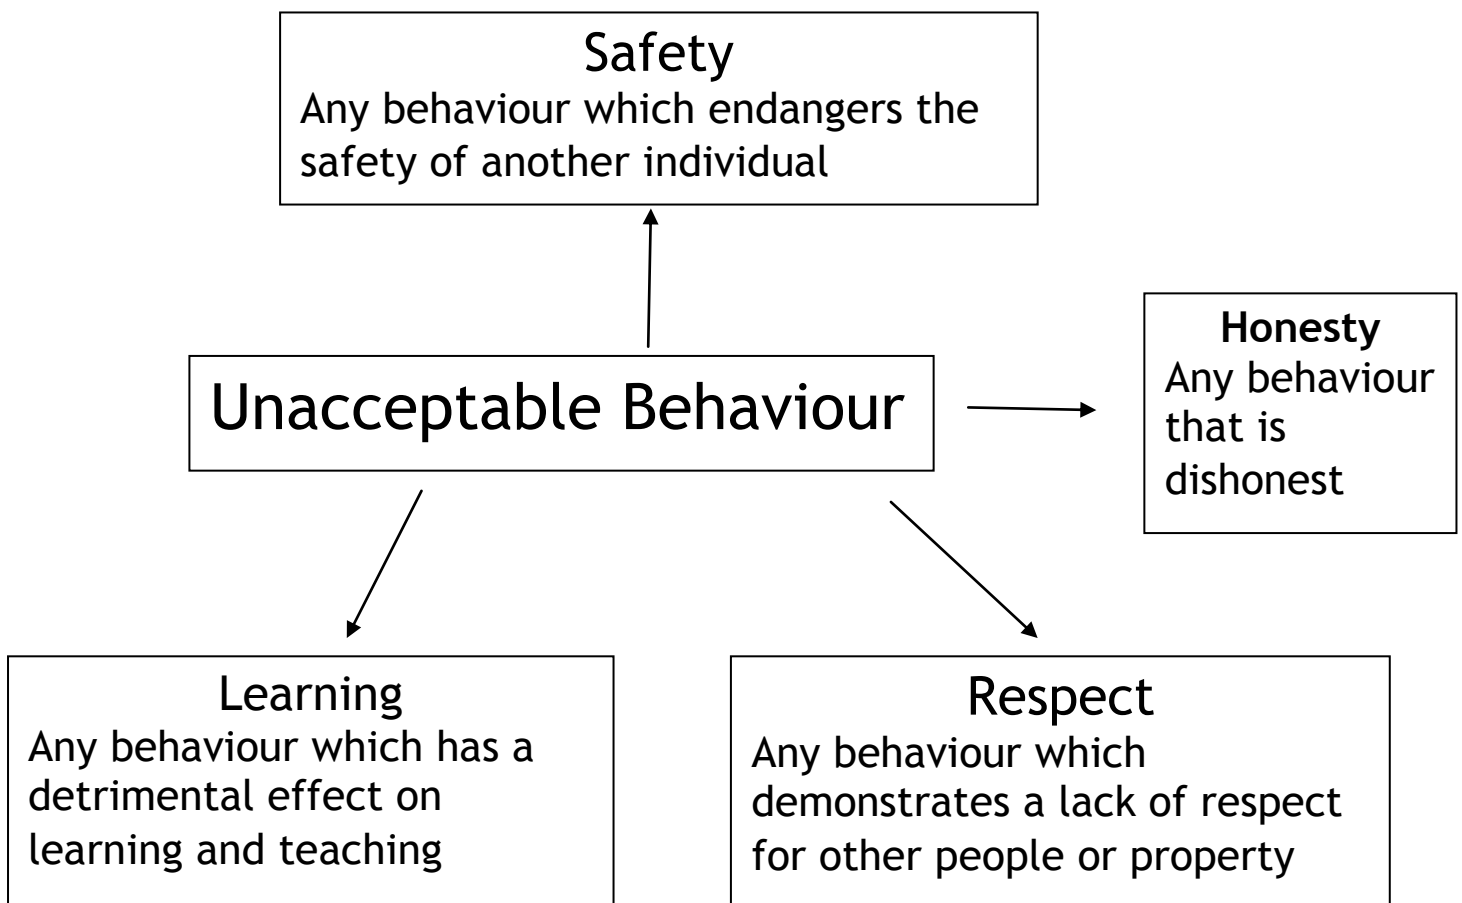 Safety
Any behaviour which endangers the
safety of another individual
Honesty
Any behaviour
that is
dishonest
Unacceptable Behaviour
Learning
Any behaviour which has a
detrimental effect on
learning and teaching
Respect
Any behaviour which
demonstrates a lack of respect
for other people or property